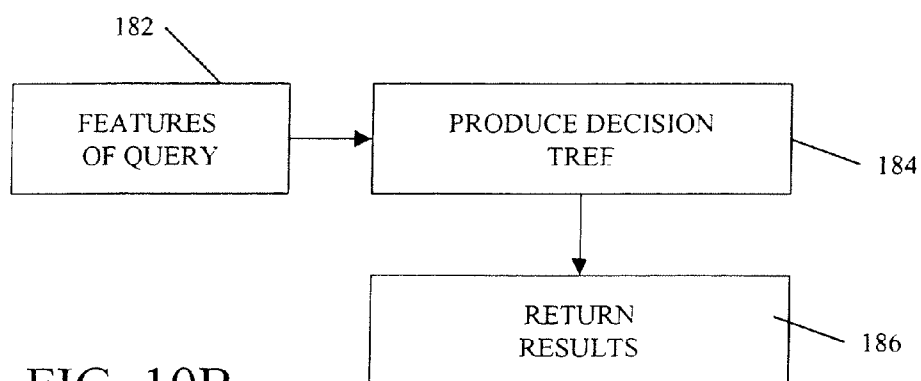 182
FEATURES
OF QUERY
PRODUCE DECISION
TREE
184
RETURN
RESULTS
186
FIG. 10B